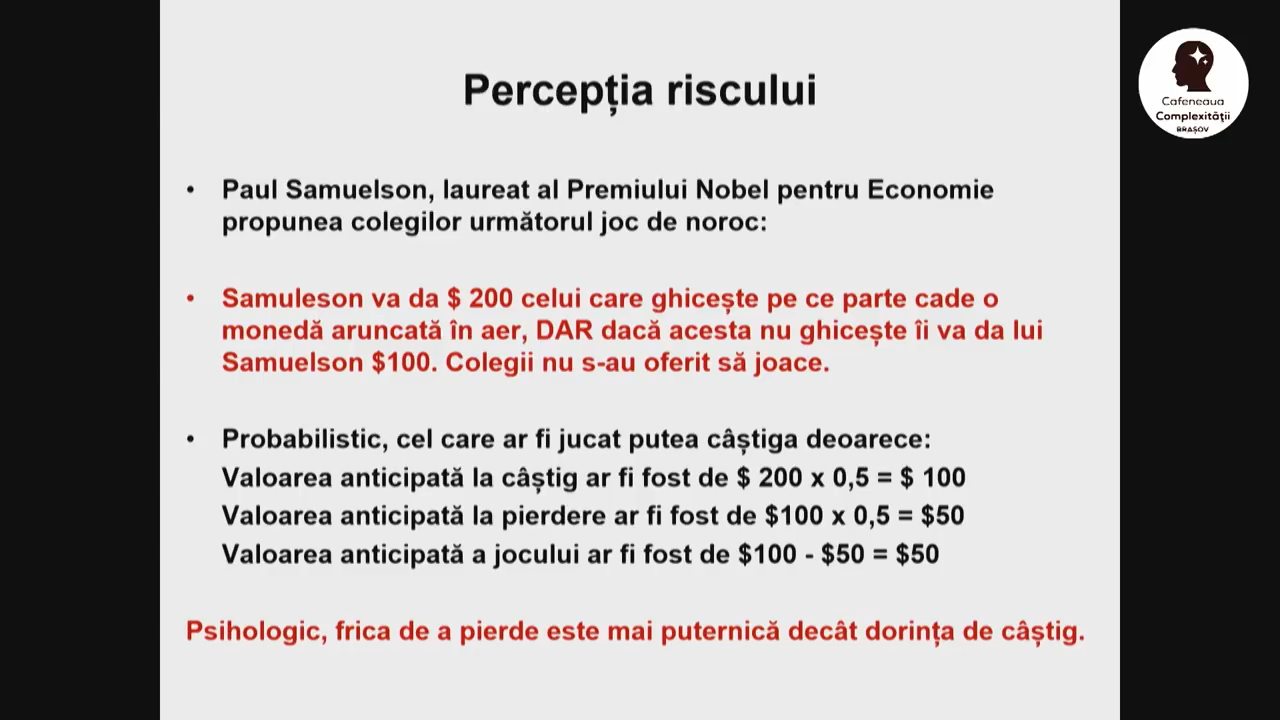 Percepția riscului
Cafeneaua
Complexităţii
BRAȘOV
• Paul Samuelson, laureat al Premiului Nobel pentru Economie
propunea colegilor următorul joc de noroc:
• Samuleson va da $ 200 celui care ghicește pe ce parte cade o
monedă aruncată în aer, DAR dacă acesta nu ghicește îi va da lui
Samuelson $100. Colegii nu s-au oferit să joace.
• Probabilistic, cel care ar fi jucat putea câștiga deoarece:
Valoarea anticipată la câștig ar fi fost de $ 200 x 0,5 = $ 100
Valoarea anticipată la pierdere ar fi fost de $100 x 0,5 = $50
Valoarea anticipată a jocului ar fi fost de $100 - $50 = $50
Psihologic, frica de a pierde este mai puternică decât dorința de câștig.